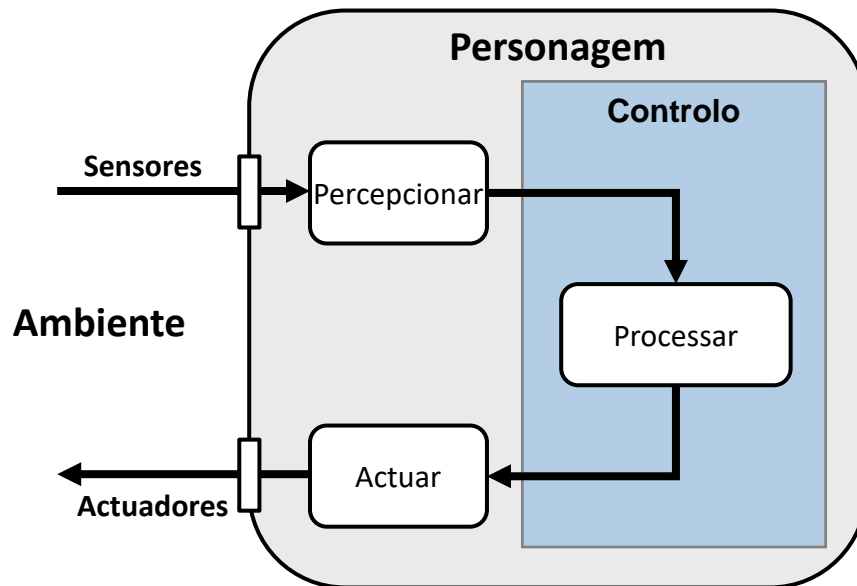 Personagem
Controlo
Sensores
Percepcionar
Ambiente
Processar
Actuar
Actuadores